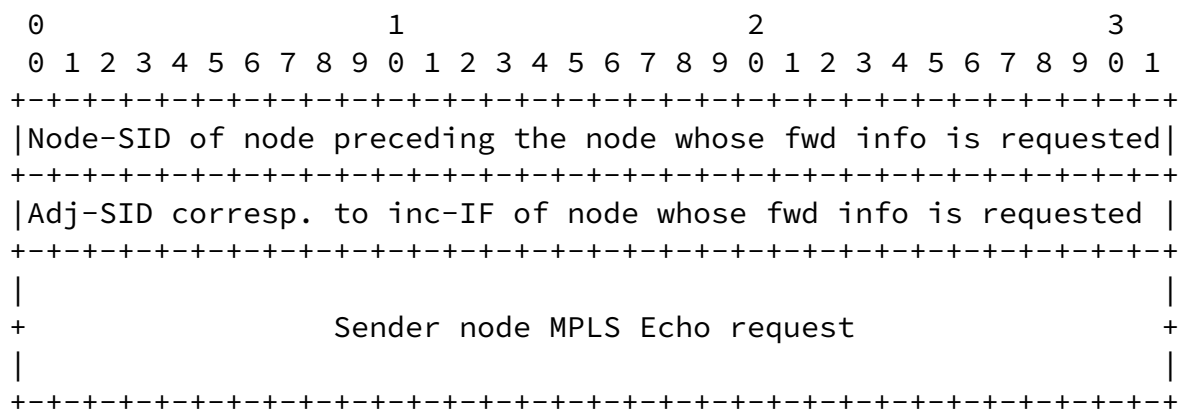 0                   1                   2                   3
 0 1 2 3 4 5 6 7 8 9 0 1 2 3 4 5 6 7 8 9 0 1 2 3 4 5 6 7 8 9 0 1
+-+-+-+-+-+-+-+-+-+-+-+-+-+-+-+-+-+-+-+-+-+-+-+-+-+-+-+-+-+-+-+-+
|Node-SID of node preceding the node whose fwd info is requested|
+-+-+-+-+-+-+-+-+-+-+-+-+-+-+-+-+-+-+-+-+-+-+-+-+-+-+-+-+-+-+-+-+
|Adj-SID corresp. to inc-IF of node whose fwd info is requested |
+-+-+-+-+-+-+-+-+-+-+-+-+-+-+-+-+-+-+-+-+-+-+-+-+-+-+-+-+-+-+-+-+
|                                                               |
+                 Sender node MPLS Echo request                 +
|                                                               |
+-+-+-+-+-+-+-+-+-+-+-+-+-+-+-+-+-+-+-+-+-+-+-+-+-+-+-+-+-+-+-+-+